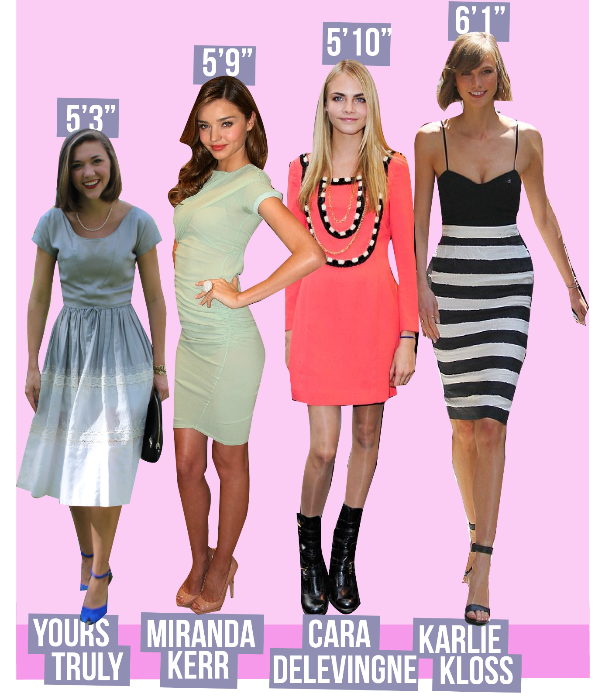 5'3"
5'9"
5'10"
6'1"
YOURS
TRULY
MIRANDA
KERR
CARA
DELEVINGNE
KARLIE
KLOSS